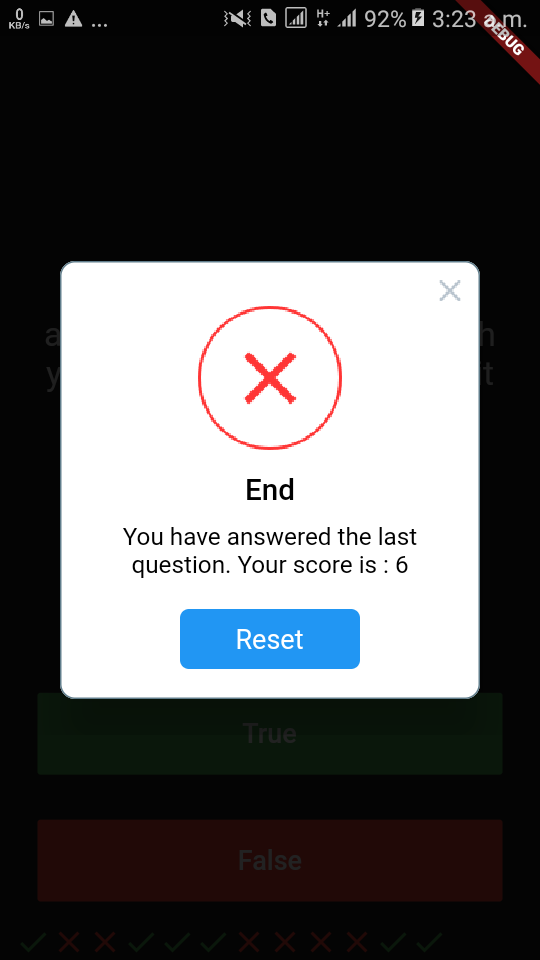 0
KB/s
...
H+
92%
3:23 a.m.
DEBUG
End
You have answered the last
question. Your score is : 6
Reset
True
False